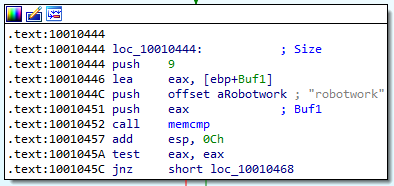 .text:10010444
.text:10010444 loc_10010444: ; Size
.text:10010444 push 9
.text:10010446 lea eax, [ebp+Buf1]
.text:1001044C push offset aRobotwork ; "robotwork"
.text:10010451 push eax ; Buf1
.text:10010452 call memcmp
.text:10010457 add esp, 0Ch
.text:1001045A test eax, eax
.text:1001045C jnz short loc_10010468